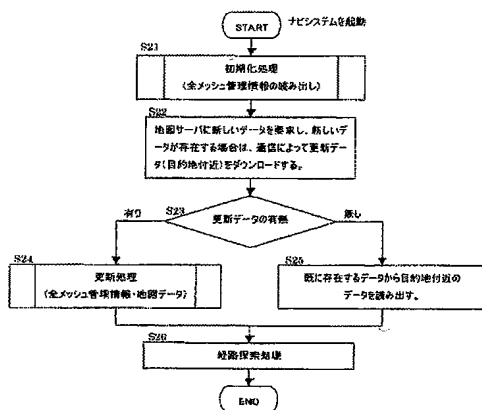 START
ナビシステムを起動
S21
初期化処理
(全メッシュ管理情報の読み出し)
S22
地図サーバに新しいデータを要求し、新しいデ
ータが存在する場合は、通信によって更新デー
タ(目的地付近)をダウンロードする。
S23
更新データの有無
有り
無し
S24
更新処理
(全メッシュ管理情報・地図データ)
S25
既に存在するデータから目的地付近の
データを読み出す。
S26
経路探索処理
END